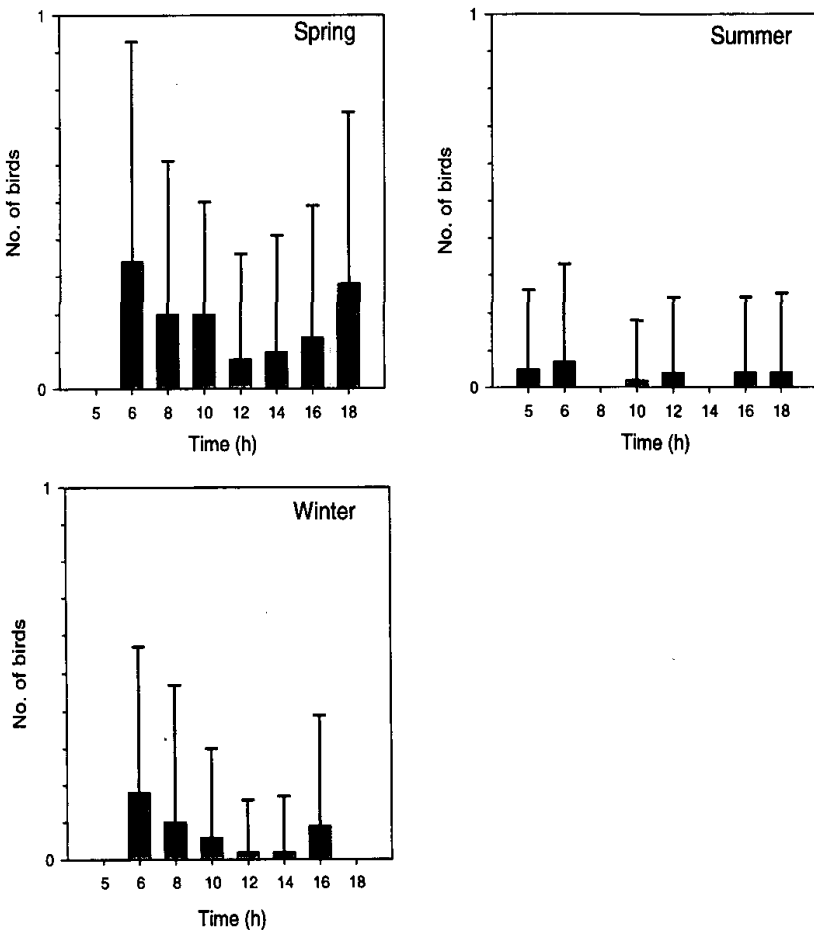 1
Spring
No. of birds
0
5 6 8 10 12 14 16 18
Time (h)
1
Summer
No. of birds
0
5 6 8 10 12 14 16 18
Time (h)
1
Winter
No. of birds
0
5 6 8 10 12 14 16 18
Time (h)